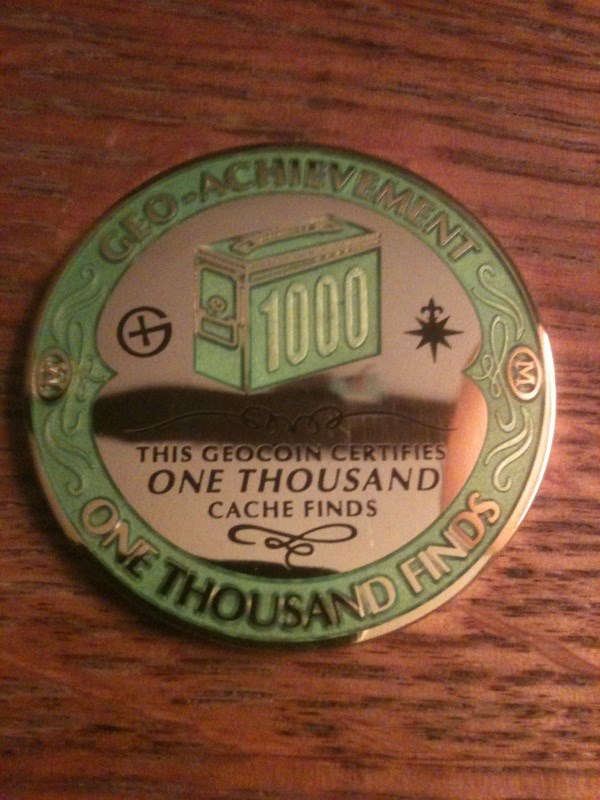 GEO-ACHIEVEMENT
1000
M
M
THIS GEOCOIN CERTIFIES
ONE THOUSAND
CACHE FINDS
ONE THOUSAND FINDS